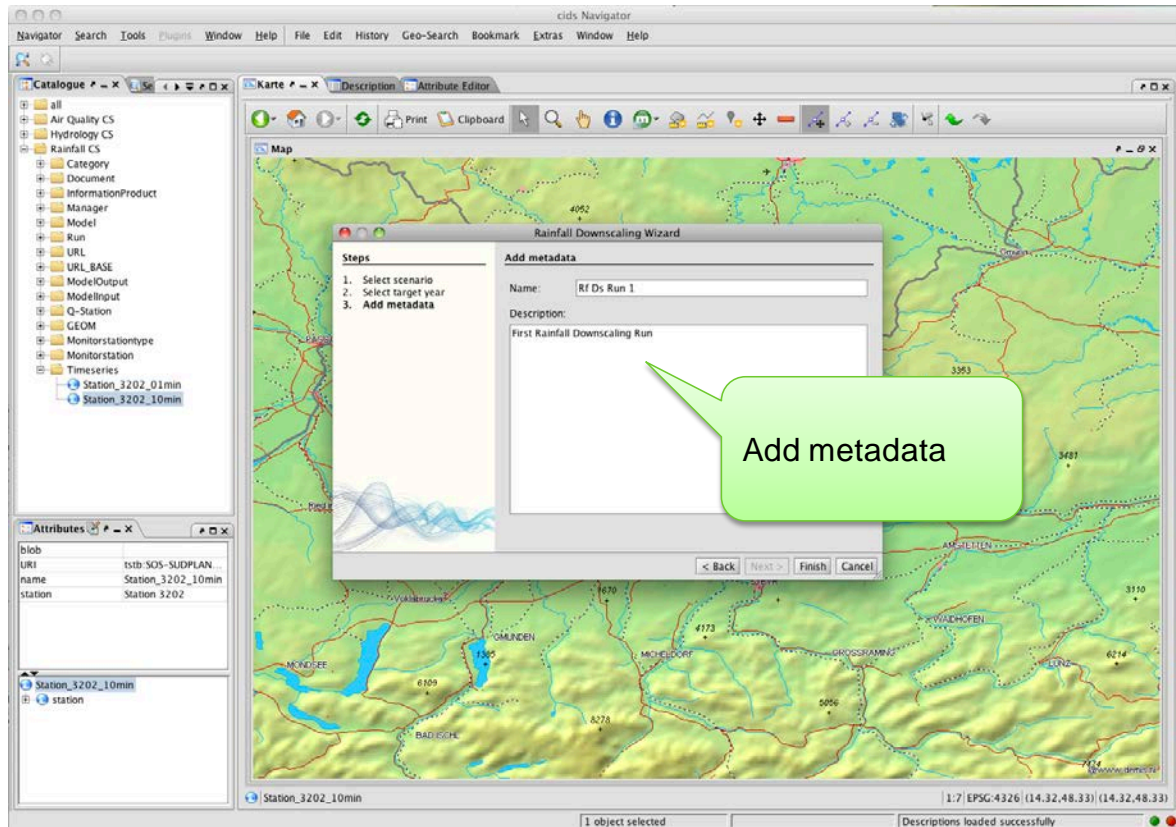 cids Navigator
Navigator Search Tools Plugins Window Help File Edit History Geo-Search Bookmark Extras Window Help
Catalogue
Se
Karte
Description
Attribute Editor
all
Air Quality CS
Hydrology CS
Rainfall CS
Category
Document
InformationProduct
Manager
Model
Run
URL
URL_BASE
ModelOutput
ModelInput
Q-Station
GEOM
Monitorstationtype
Monitorstation
Timeseries
Station_3202_01min
Station_3202_10min
Print
Clipboard
Map
4052
Rainfall Downscaling Wizard
Steps
1. Select scenario
2. Select target year
3. Add metadata
Add metadata
Name: Rf Ds Run 1
Description:
First Rainfall Downscaling Run
< Back Next > Finish Cancel
Add metadata
3353
3481
AMSTETTEN
3110
WAIDHOFEN
1670
4173
GMUNDEN
MICHELDORF
GROSSRAMING
MONDSEE
1385
6109
LUNZ
6214
5056
8278
BAD ISCHL
7424
Attributes
blob
URI tstb:SOS-SUDPLAN...
name Station_3202_10min
station Station 3202
Station_3202_10min
station
Station_3202_10min
1:7 EPSG:4326 (14.32,48.33) (14.32,48.33)
1 object selected
Descriptions loaded successfully